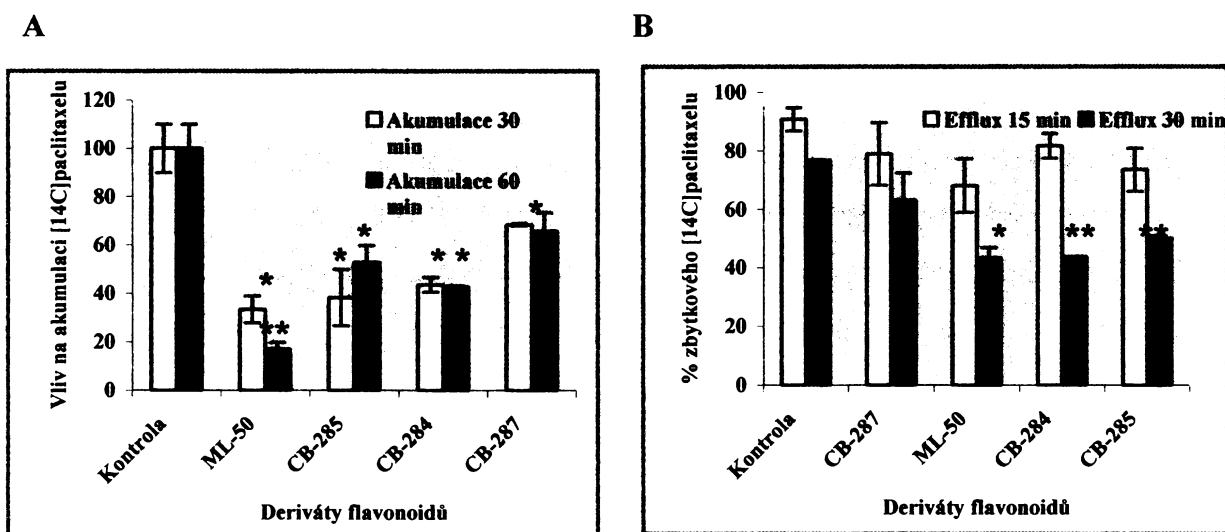 A
Vliv na akumulaci [14C]paclitaxelu
120
100
80
60
40
20
0
Akumulace 30
min
Akumulace 60
min
*
**
*
*
*
*
*
Kontrola
ML-50
CB-285
CB-284
CB-287
Deriváty flavonoidů
B
% zbytkového [14C]paclitaxelu
100
80
60
40
20
0
Efflux 15 min
Efflux 30 min
*
**
**
Kontrola
CB-287
ML-50
CB-284
CB-285
Deriváty flavonoidů